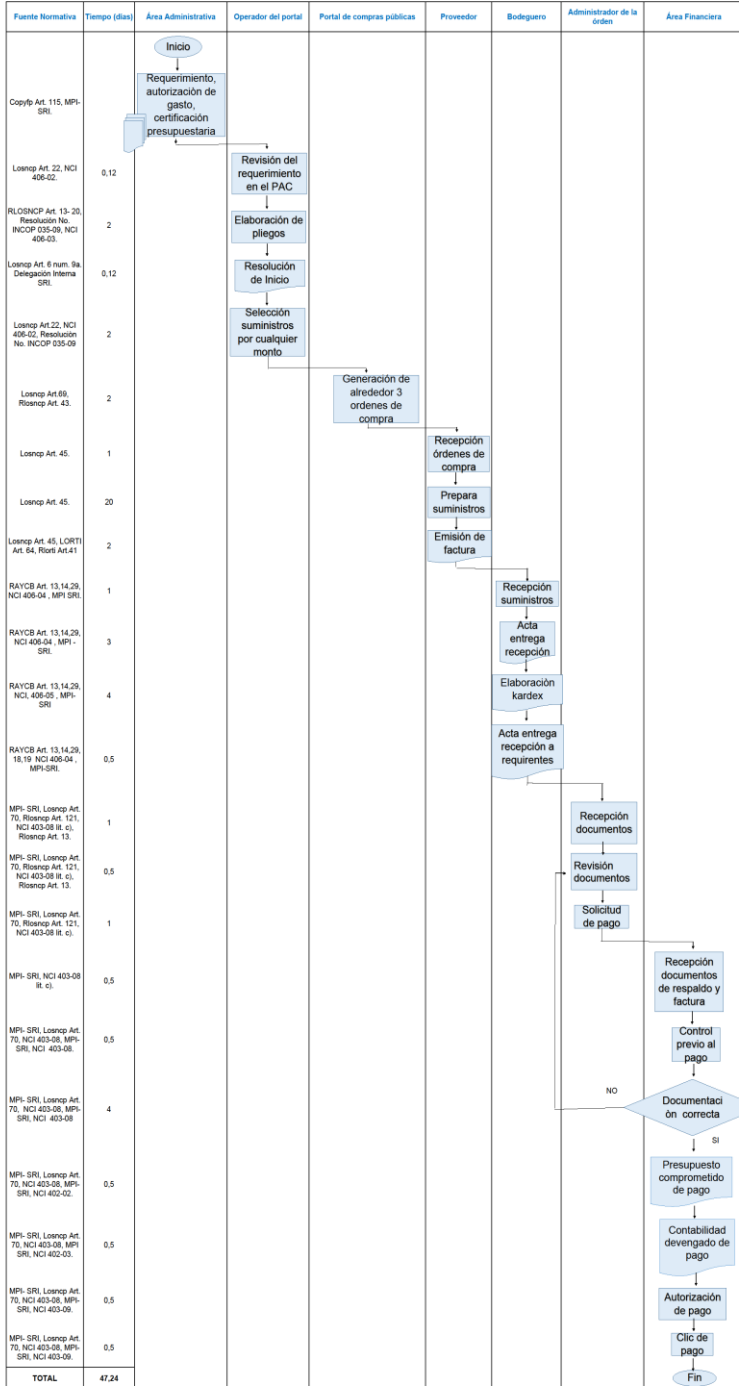 Fuente Normativa
Tiempo (días)
Área Administrativa
Operador del portal
Portal de compras públicas
Proveedor
Bodeguero
Administrador de la
órden
Área Financiera
Inicio
Copyfp Art. 115, MPI-
SRI.
Requerimiento,
autorización de
gasto,
certificación
presupuestaria
Losncp Art. 22, NCI
406-02.
0,12
Revisión del
requerimiento
en el PAC
RLOSNCP Art. 13- 20,
Resolución No.
INCOP 035-09, NCI
406-03.
2
Elaboración de
pliegos
Losncp Art. 6 num. 9a.
Delegación Interna
SRI.
0,12
Resolución
de Inicio
Losncp Art.22, NCI
406-02, Resolución
No. INCOP 035-09
2
Selección
suministros
por cualquier
monto
Losncp Art.69,
Rlosncp Art. 43.
2
Generación de
alrededor 3
ordenes de
compra
Losncp Art. 45.
1
Recepción
órdenes de
compra
Losncp Art. 45.
20
Prepara
suministros
Losncp Art. 45, LORTI
Art. 64, Rlorti Art.41
2
Emisión de
factura
RAYCB Art. 13,14,29,
NCI 406-04 , MPI SRI.
1
Recepción
suministros
RAYCB Art. 13,14,29,
NCI 406-04 , MPI -
SRI.
3
Acta
entrega
recepción
RAYCB Art. 13,14,29,
NCI, 406-05 , MPI-
SRI
4
Elaboración
kardex
RAYCB Art. 13,14,29,
18,19 NCI 406-04 ,
MPI-SRI.
0,5
Acta entrega
recepción a
requirentes
MPI- SRI, Losncp Art.
70, Rlosncp Art. 121,
NCI 403-08 lit. c),
Rlosncp Art. 13.
1
Recepción
documentos
MPI- SRI, Losncp Art.
70, Rlosncp Art. 121,
NCI 403-08 lit. c),
Rlosncp Art. 13.
0,5
Revisión
documentos
MPI- SRI, Losncp Art.
70, Rlosncp Art. 121,
NCI 403-08 lit. c).
1
Solicitud
de pago
MPI- SRI, NCI 403-08
lit. c).
0,5
Recepción
documentos
de respaldo y
factura
MPI- SRI, Losncp Art.
70, NCI 403-08, MPI-
SRI, NCI 403-08.
0,5
Control
previo al
pago
MPI- SRI, Losncp Art.
70, NCI 403-08, MPI-
SRI, NCI 403-08
4
NO
Documentaci
ón correcta
SI
MPI- SRI, Losncp Art.
70, NCI 403-08, MPI-
SRI, NCI 402-02.
0,5
Presupuesto
comprometido
de pago
MPI- SRI, Losncp Art.
70, NCI 403-08, MPI
SRI, NCI 402-03.
0,5
Contabilidad
devengado de
pago
MPI- SRI, Losncp Art.
70, NCI 403-08, MPI-
SRI, NCI 403-09.
0,5
Autorización
de pago
MPI- SRI, Losncp Art.
70, NCI 403-08, MPI-
SRI, NCI 403-09.
0,5
Clic de
pago
TOTAL
47,24
Fin